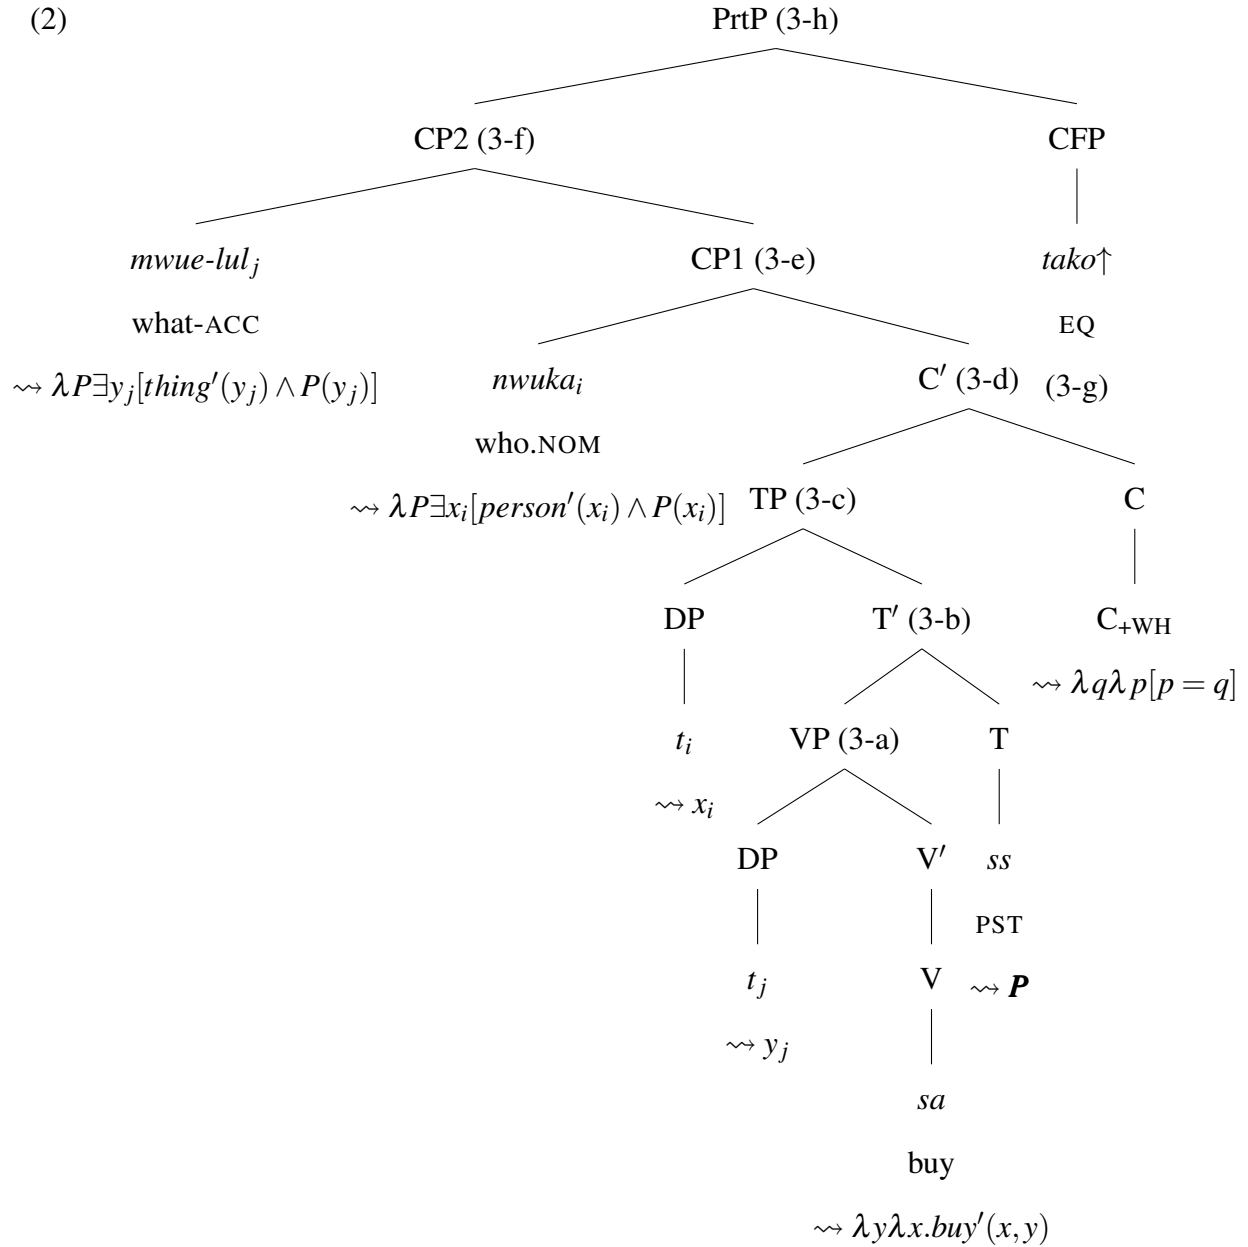 (2) PrtP (3-h)
CP2 (3-f) CFP
mwue-lul_j CP1 (3-e) tako↑
what-ACC EQ
⇝ λP∃y_j[thing′(y_j) ∧ P(y_j)] nwuka_i C′ (3-d) (3-g)
who.NOM
⇝ λP∃x_i[person′(x_i) ∧ P(x_i)] TP (3-c) C
DP T′ (3-b) C_+WH
⇝ λqλp[p = q]
t_i VP (3-a) T
⇝ x_i
DP V′ ss
PST
t_j V ⇝ P
⇝ y_j
sa
buy
⇝ λyλx.buy′(x, y)